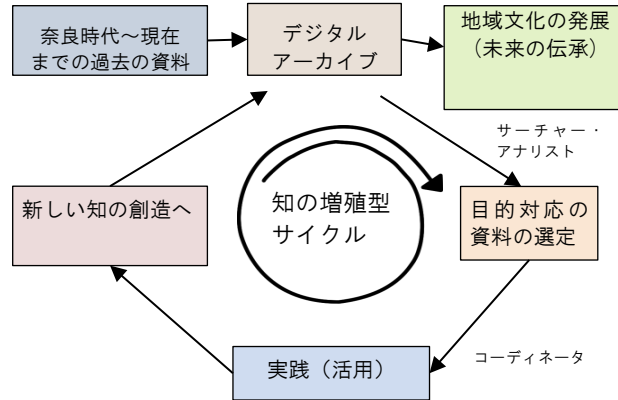 奈良時代~現在
までの過去の資料
デジタル
アーカイブ
地域文化の発展
(未来の伝承)
サーチャー・
アナリスト
新しい知の創造へ
知の増殖型
サイクル
目的対応の
資料の選定
実践(活用)
コーディネータ